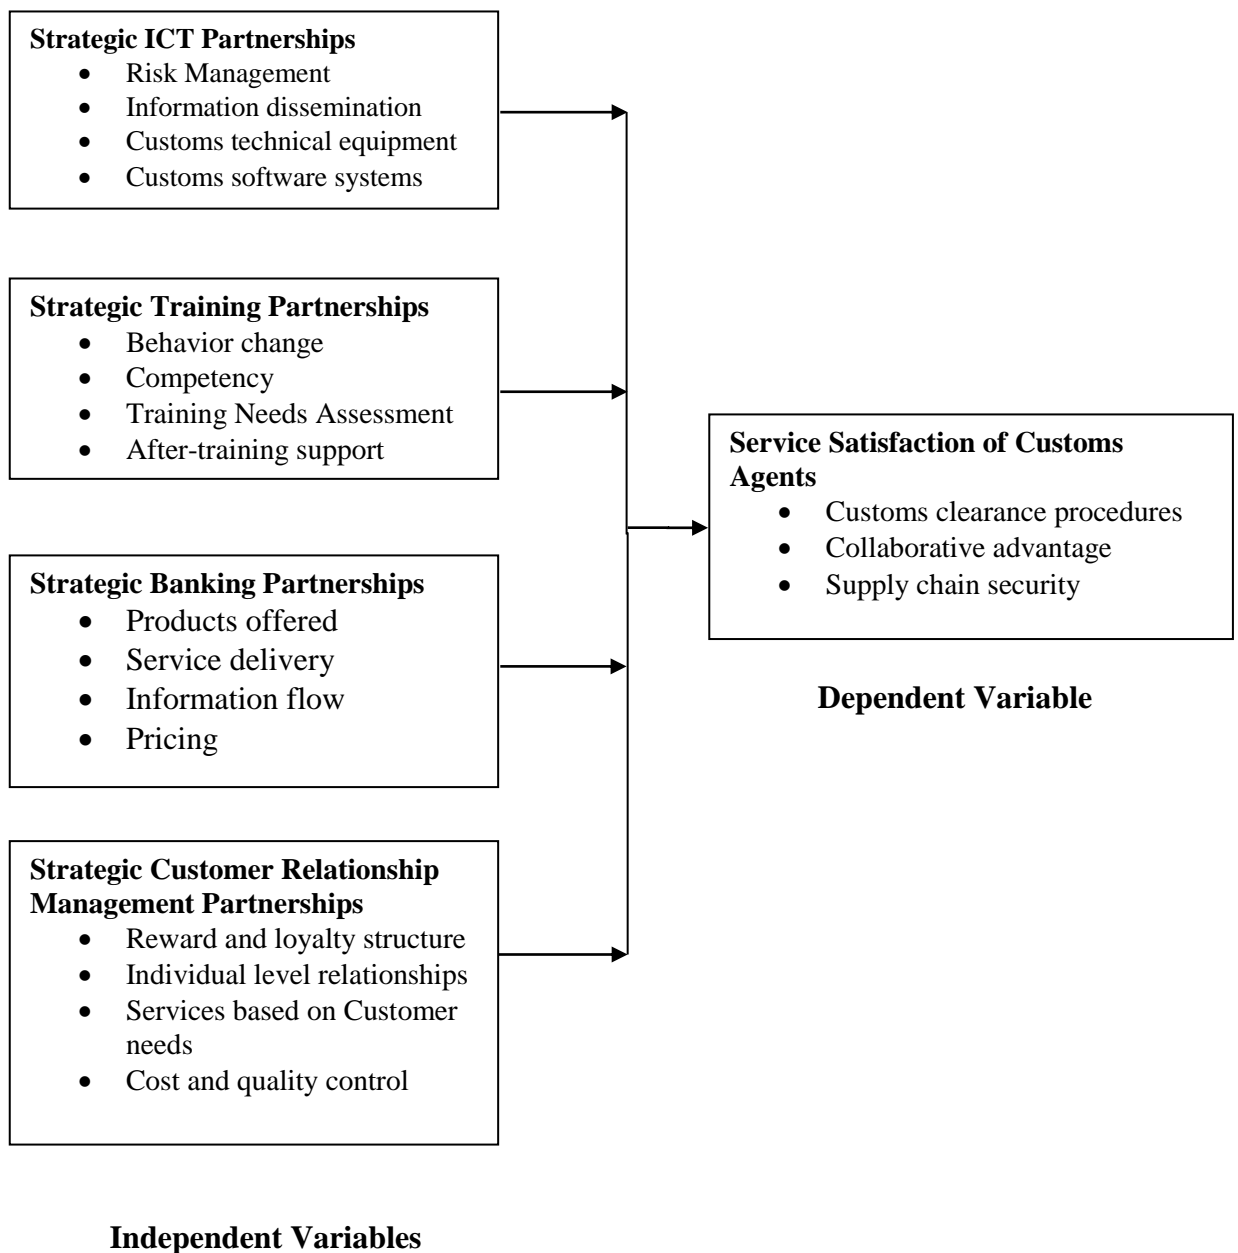 Strategic ICT Partnerships
• Risk Management
• Information dissemination
• Customs technical equipment
• Customs software systems
Strategic Training Partnerships
• Behavior change
• Competency
• Training Needs Assessment
• After-training support
Strategic Banking Partnerships
• Products offered
• Service delivery
• Information flow
• Pricing
Strategic Customer Relationship
Management Partnerships
• Reward and loyalty structure
• Individual level relationships
• Services based on Customer
needs
• Cost and quality control
Independent Variables
Service Satisfaction of Customs
Agents
• Customs clearance procedures
• Collaborative advantage
• Supply chain security
Dependent Variable